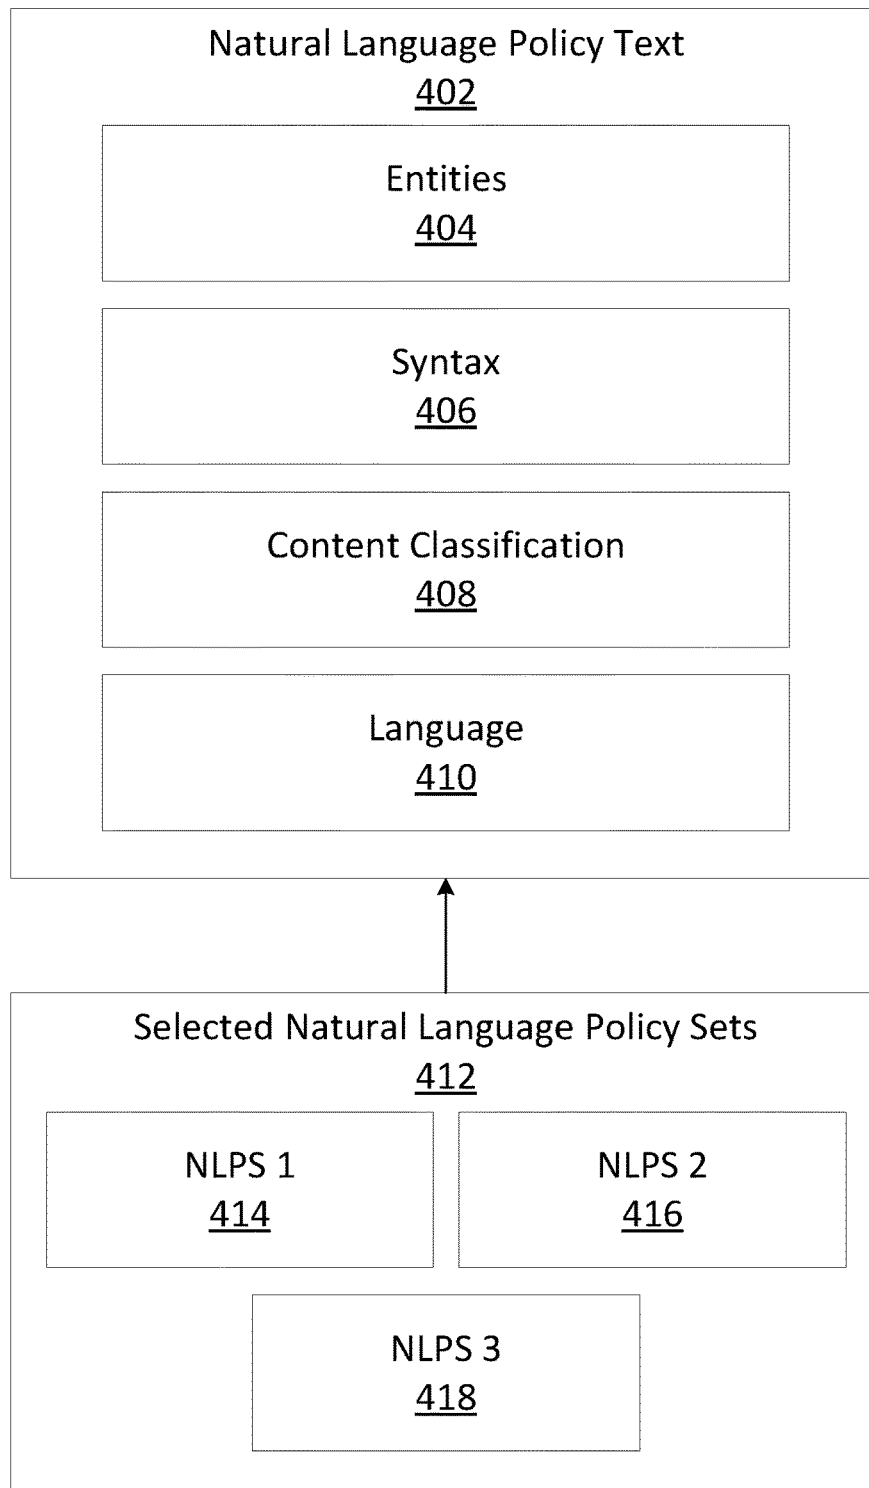 Natural Language Policy Text
402
Entities
404
Syntax
406
Content Classification
408
Language
410
Selected Natural Language Policy Sets
412
NLPS 1
414
NLPS 2
416
NLPS 3
418